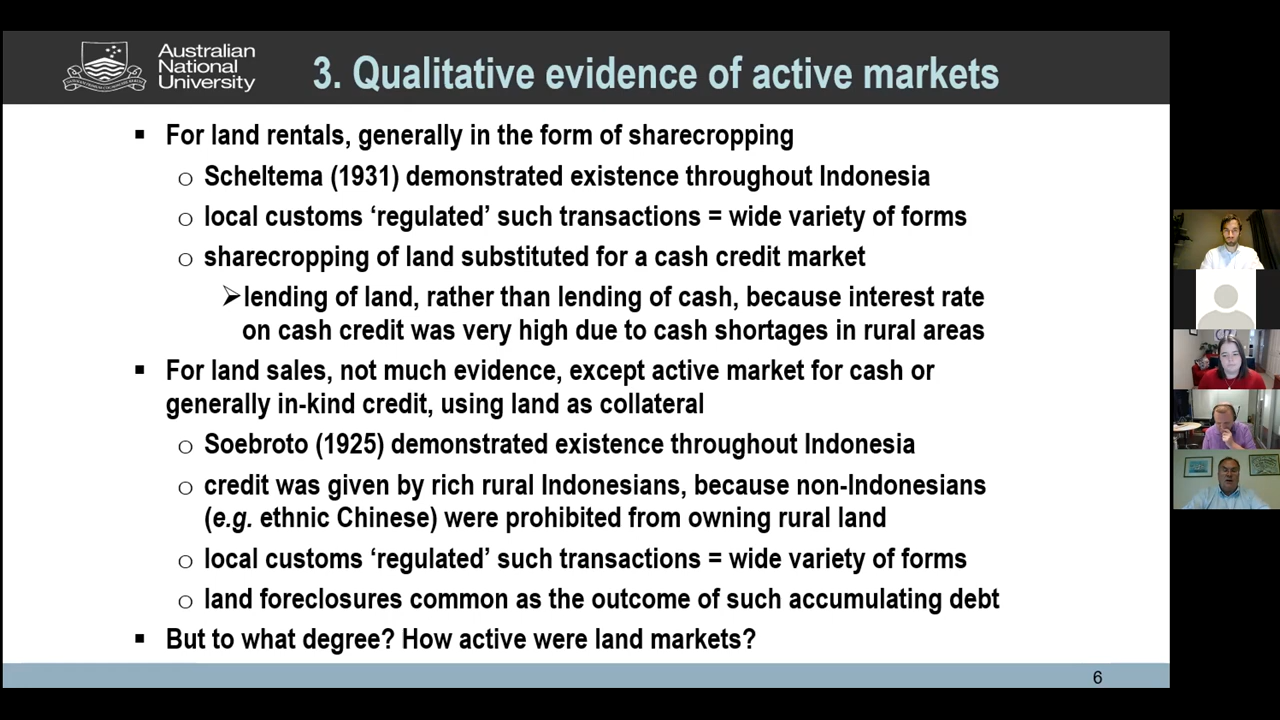 Australian
National
University
3. Qualitative evidence of active markets
▪ For land rentals, generally in the form of sharecropping
o Scheltema (1931) demonstrated existence throughout Indonesia
o local customs ‘regulated’ such transactions = wide variety of forms
o sharecropping of land substituted for a cash credit market
➢lending of land, rather than lending of cash, because interest rate
on cash credit was very high due to cash shortages in rural areas
▪ For land sales, not much evidence, except active market for cash or
generally in-kind credit, using land as collateral
o Soebroto (1925) demonstrated existence throughout Indonesia
o credit was given by rich rural Indonesians, because non-Indonesians
(e.g. ethnic Chinese) were prohibited from owning rural land
o local customs ‘regulated’ such transactions = wide variety of forms
o land foreclosures common as the outcome of such accumulating debt
▪ But to what degree? How active were land markets?
6